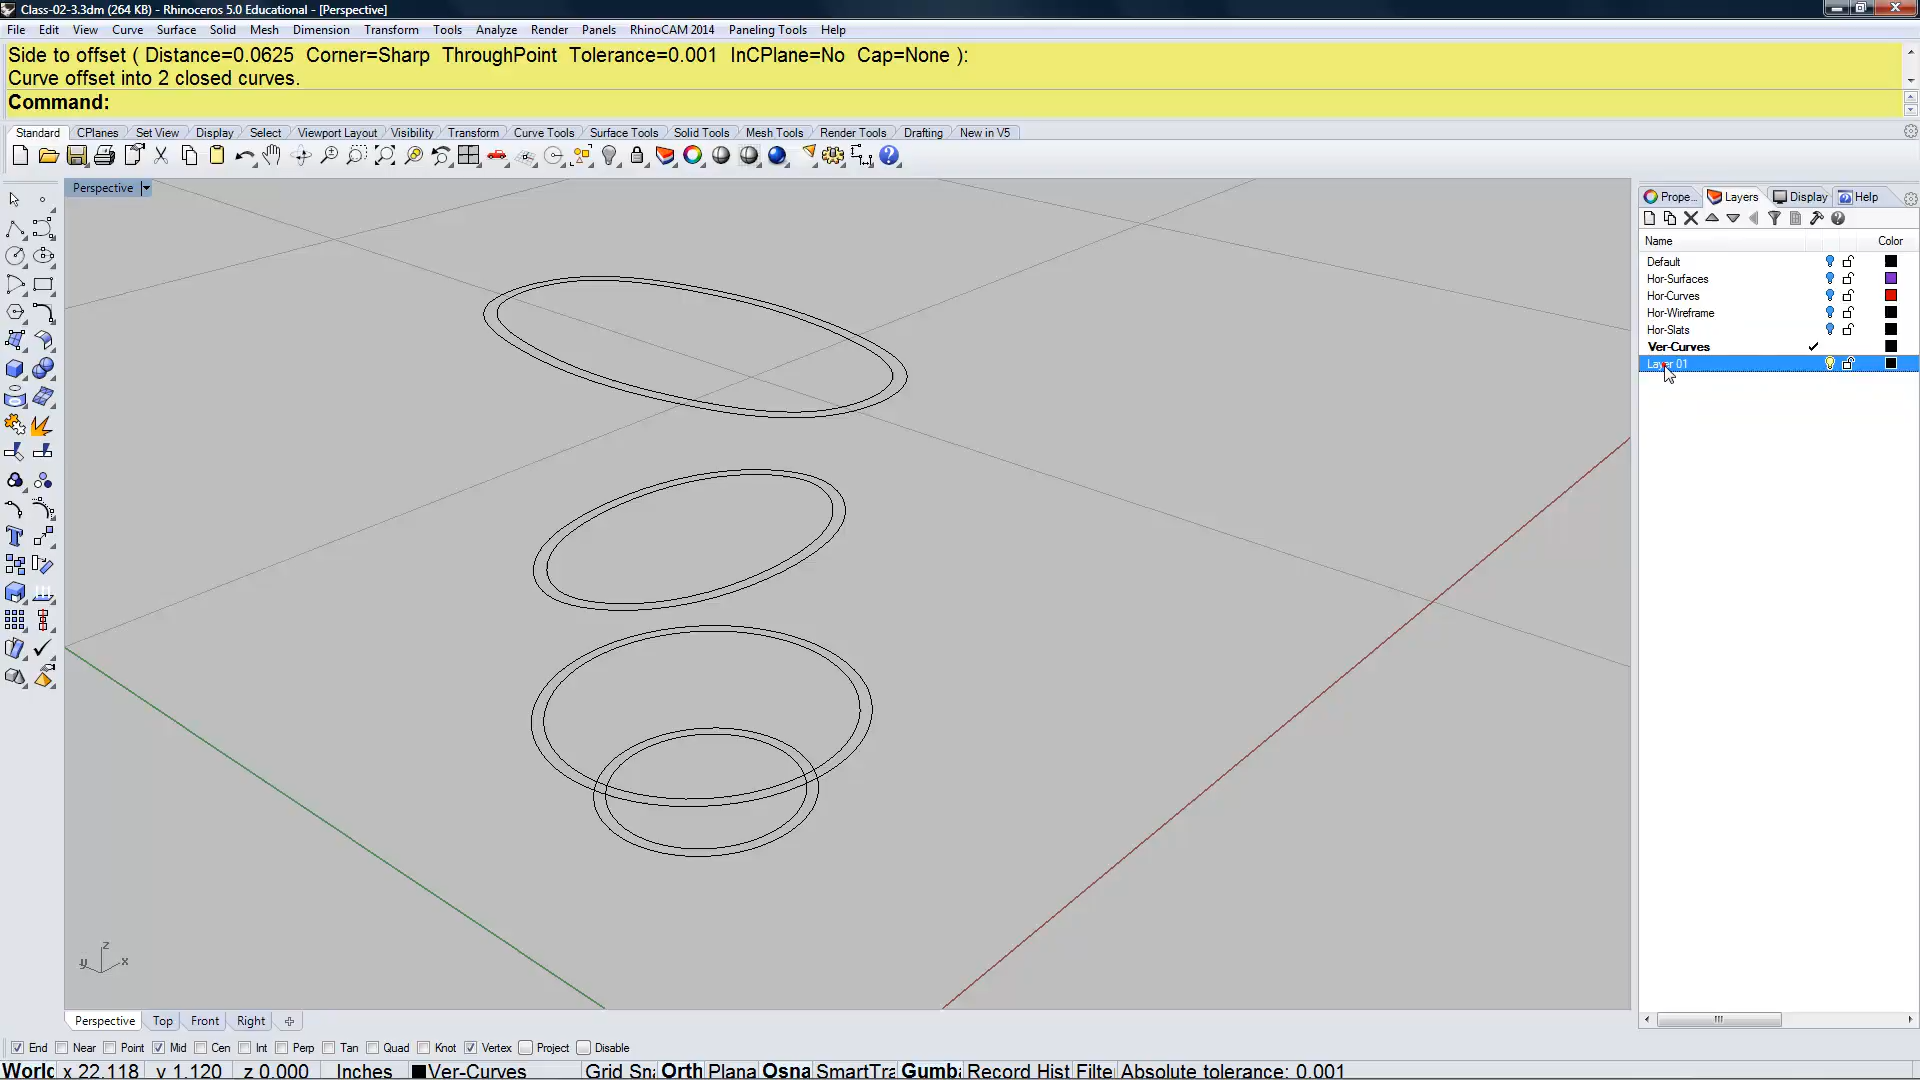 Class-02-3.3dm (264 KB) - Rhinoceros 5.0 Educational - [Perspective]
File Edit View Curve Surface Solid Mesh Dimension Transform Tools Analyze Render Panels RhinoCAM 2014 Paneling Tools Help
Side to offset ( Distance=0.0625 Corner=Sharp ThroughPoint Tolerance=0.001 InCPlane=No Cap=None ):
Curve offset into 2 closed curves.
Command:
Standard CPlanes Set View Display Select Viewport Layout Visibility Transform Curve Tools Surface Tools Solid Tools Mesh Tools Render Tools Drafting New in V5
Perspective
Prope... Layers Display Help
Name Color
Default
Hor-Surfaces
Hor-Curves
Hor-Wireframe
Hor-Slats
Ver-Curves
Layer 01
z
y x
Perspective Top Front Right
End Near Point Mid Cen Int Perp Tan Quad Knot Vertex Project Disable
World x 22.118 y 1.120 z 0.000 Inches Ver-Curves Grid Sn Orth Plana Osna SmartTra Gumb Record Hist Filte Absolute tolerance: 0.001